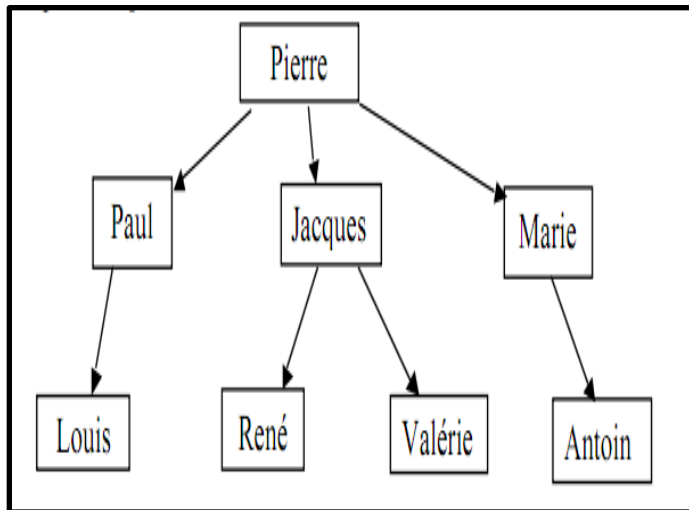 Pierre
Paul
Jacques
Marie
Louis
René
Valérie
Antoin